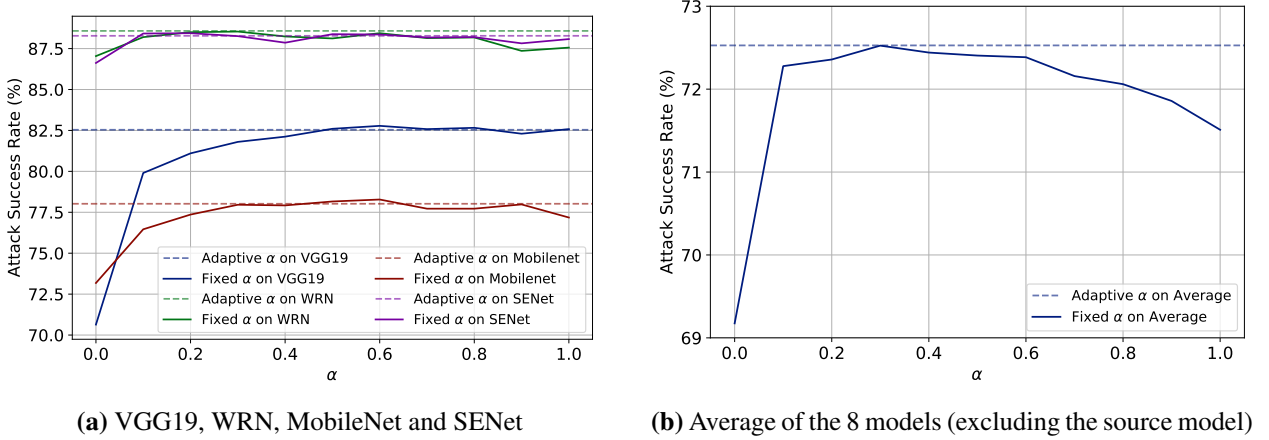 Attack Success Rate (%)
87.5
85.0
82.5
80.0
77.5
75.0
72.5
70.0
Adaptive α on VGG19
Fixed α on VGG19
Adaptive α on WRN
Fixed α on WRN
Adaptive α on Mobilenet
Fixed α on Mobilenet
Adaptive α on SENet
Fixed α on SENet
0.0 0.2 0.4 0.6 0.8 1.0
α
(a) VGG19, WRN, MobileNet and SENet
Attack Success Rate (%)
73
72
71
70
69
Adaptive α on Average
Fixed α on Average
0.0 0.2 0.4 0.6 0.8 1.0
α
(b) Average of the 8 models (excluding the source model)